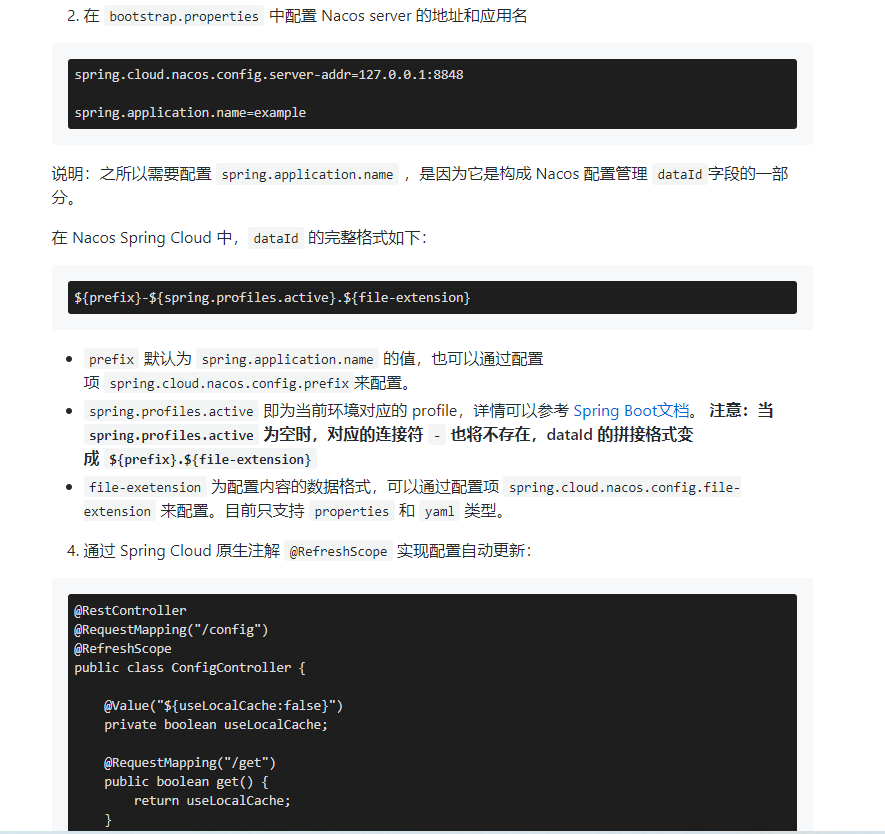 2. 在 bootstrap.properties 中配置 Nacos server 的地址和应用名
spring.cloud.nacos.config.server-addr=127.0.0.1:8848
spring.application.name=example
说明：之所以需要配置 spring.application.name ，是因为它是构成 Nacos 配置管理 dataId 字段的一部
分。
在 Nacos Spring Cloud 中，dataId 的完整格式如下：
${prefix}-${spring.profiles.active}.${file-extension}
• prefix 默认为 spring.application.name 的值，也可以通过配置
项 spring.cloud.nacos.config.prefix 来配置。
• spring.profiles.active 即为当前环境对应的 profile，详情可以参考 Spring Boot文档。 注意：当
spring.profiles.active 为空时，对应的连接符 - 也将不存在，dataId 的拼接格式变
成 ${prefix}.${file-extension}
• file-exetension 为配置内容的数据格式，可以通过配置项 spring.cloud.nacos.config.file-
extension 来配置。目前只支持 properties 和 yaml 类型。
4. 通过 Spring Cloud 原生注解 @RefreshScope 实现配置自动更新：
@RestController
@RequestMapping("/config")
@RefreshScope
public class ConfigController {
@Value("${useLocalCache:false}")
private boolean useLocalCache;
@RequestMapping("/get")
public boolean get() {
return useLocalCache;
}